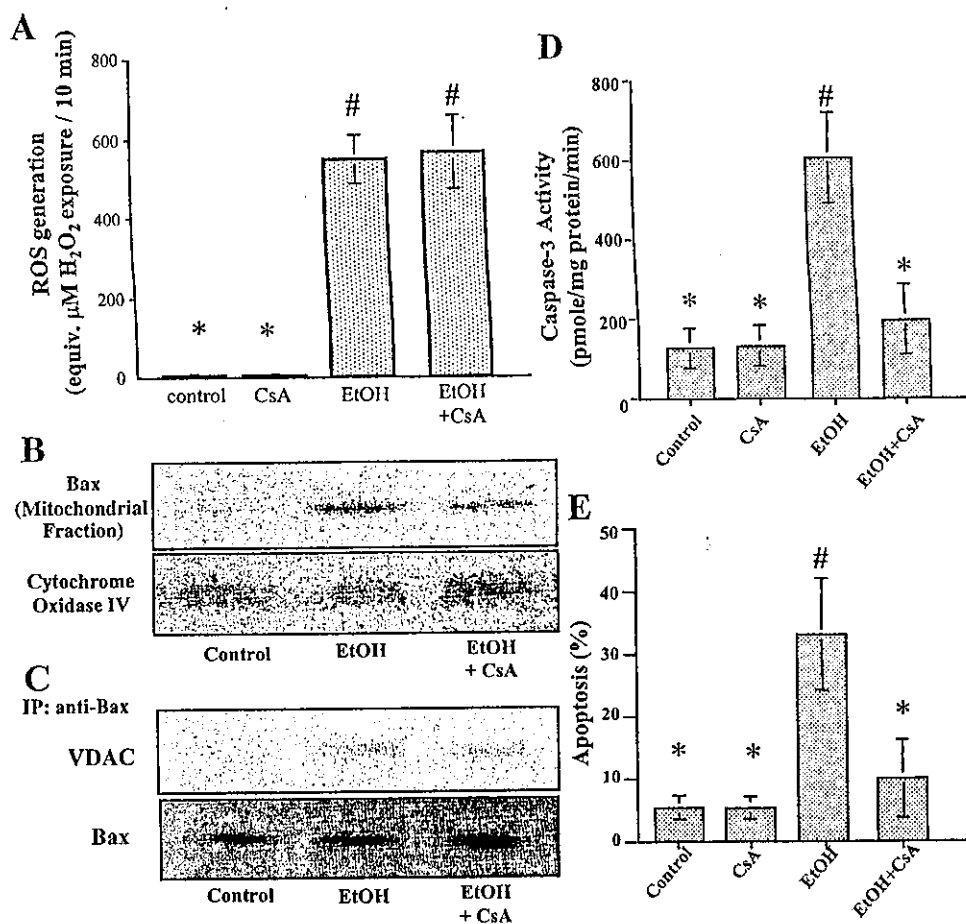 A
ROS generation
(equiv. μM H₂O₂ exposure / 10 min)
800
600
400
200
0
*
*
#
#
control
CsA
EtOH
EtOH
+CsA
B
Bax
(Mitochondrial
Fraction)
Cytochrome
Oxidase IV
Control
EtOH
EtOH
+ CsA
C
IP: anti-Bax
VDAC
Bax
Control
EtOH
EtOH
+ CsA
D
Caspase-3 Activity
(pmole/mg protein/min)
800
600
400
200
0
*
*
#
*
Control
CsA
EtOH
EtOH+CsA
E
Apoptosis (%)
50
40
30
20
10
0
*
*
#
*
Control
CsA
EtOH
EtOH+CsA